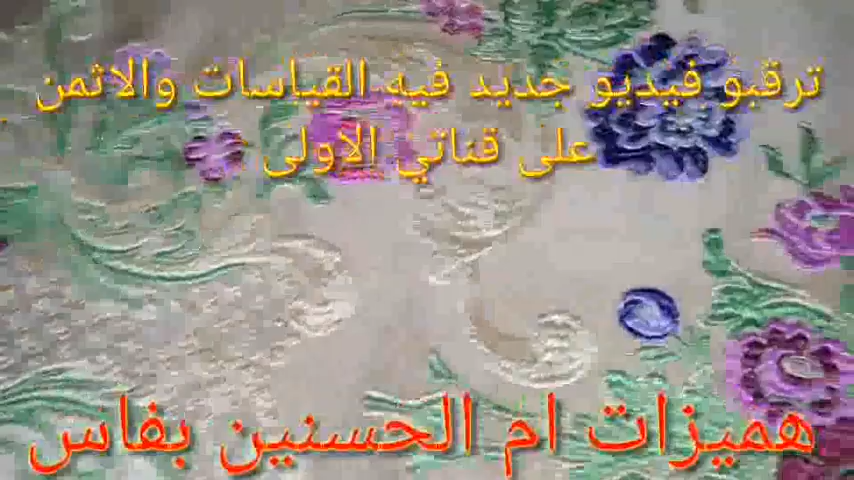 ترقبو فيديو جديد فيه القياسات والاثمن
على قناتي الاولى
هميزات ام الحسنين بفاس